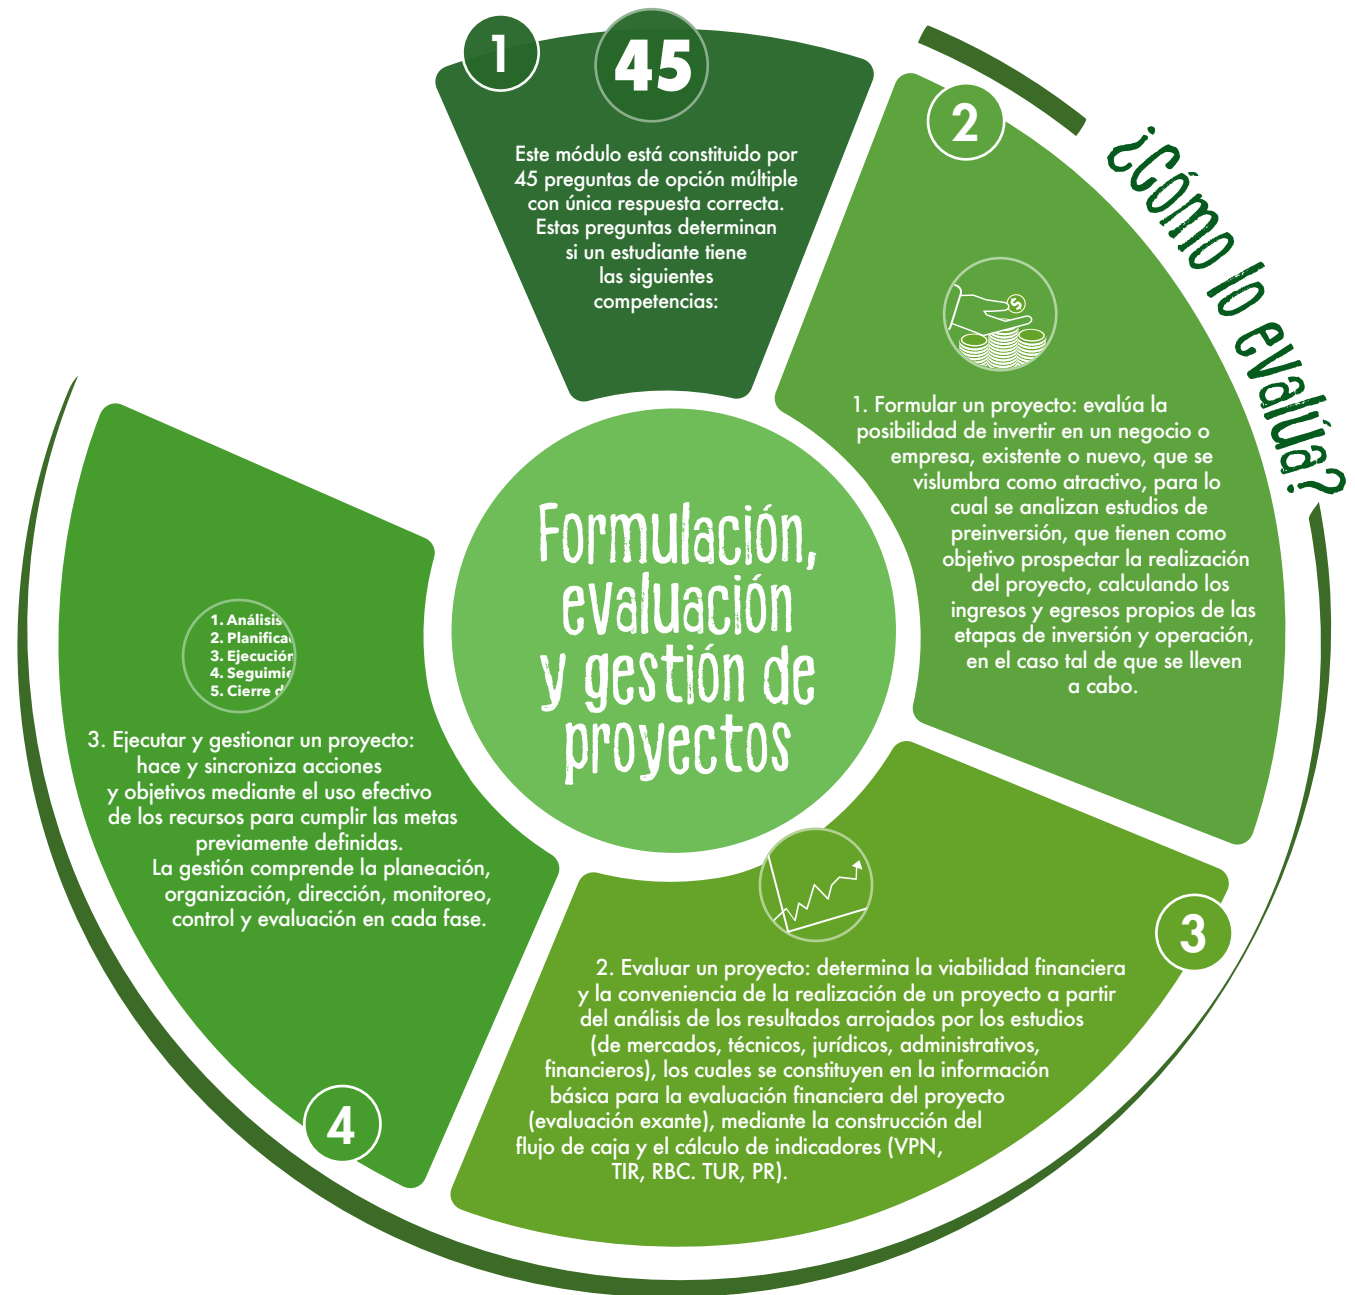 ¿Cómo lo evalúa?
Formulación,
evaluación
y gestión de
proyectos
1
45
Este módulo está constituido por
45 preguntas de opción múltiple
con única respuesta correcta.
Estas preguntas determinan
si un estudiante tiene
las siguientes
competencias:
2
$
1. Formular un proyecto: evalúa la
posibilidad de invertir en un negocio o
empresa, existente o nuevo, que se
vislumbra como atractivo, para lo
cual se analizan estudios de
preinversión, que tienen como
objetivo prospectar la realización
del proyecto, calculando los
ingresos y egresos propios de las
etapas de inversión y operación,
en el caso tal de que se lleven
a cabo.
3
2. Evaluar un proyecto: determina la viabilidad financiera
y la conveniencia de la realización de un proyecto a partir
del análisis de los resultados arrojados por los estudios
(de mercados, técnicos, jurídicos, administrativos,
financieros), los cuales se constituyen en la información
básica para la evaluación financiera del proyecto
(evaluación exante), mediante la construcción del
flujo de caja y el cálculo de indicadores (VPN,
TIR, RBC. TUR, PR).
4
1. Análisis
2. Planifica
3. Ejecución
4. Seguimie
5. Cierre d
3. Ejecutar y gestionar un proyecto:
hace y sincroniza acciones
y objetivos mediante el uso efectivo
de los recursos para cumplir las metas
previamente definidas.
La gestión comprende la planeación,
organización, dirección, monitoreo,
control y evaluación en cada fase.